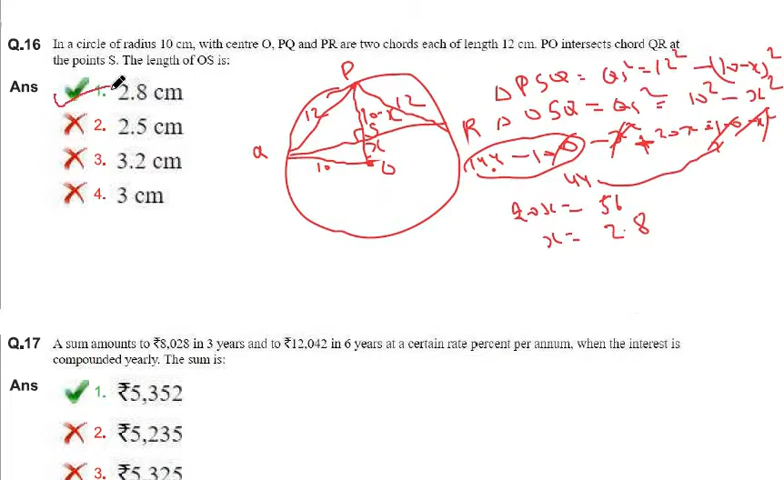 Q.16 In a circle of radius 10 cm, with centre O, PQ and PR are two chords each of length 12 cm. PO intersects chord QR at
the points S. The length of OS is:
Ans 1. 2.8 cm
2. 2.5 cm
3. 3.2 cm
4. 3 cm
P
12
12
10-x
S
R
Q
x
10
O
Δ PSQ = QS² = 12² - (10-x)²
Δ OSQ = QS² = 10² - x²
44
20x = 56
x = 2.8
Q.17 A sum amounts to ₹8,028 in 3 years and to ₹12,042 in 6 years at a certain rate percent per annum, when the interest is
compounded yearly. The sum is:
Ans 1. ₹5,352
2. ₹5,235
3. ₹5,325